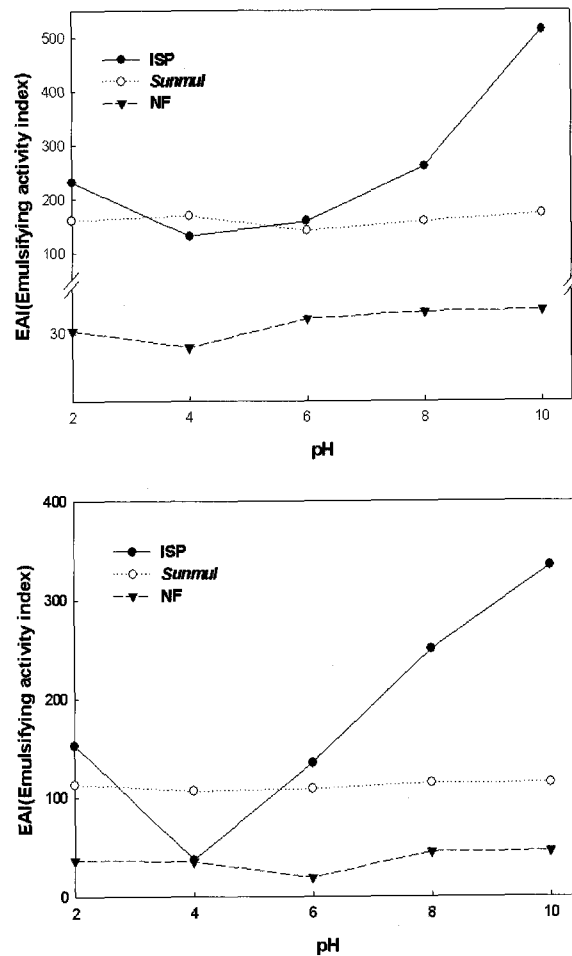 500
400
300
200
100
30
EAI(Emulsifying activity index)
ISP
Sunmul
NF
2
4
6
8
10
pH
400
300
200
100
0
EAI(Emulsifying activity index)
ISP
Sunmul
NF
2
4
6
8
10
pH